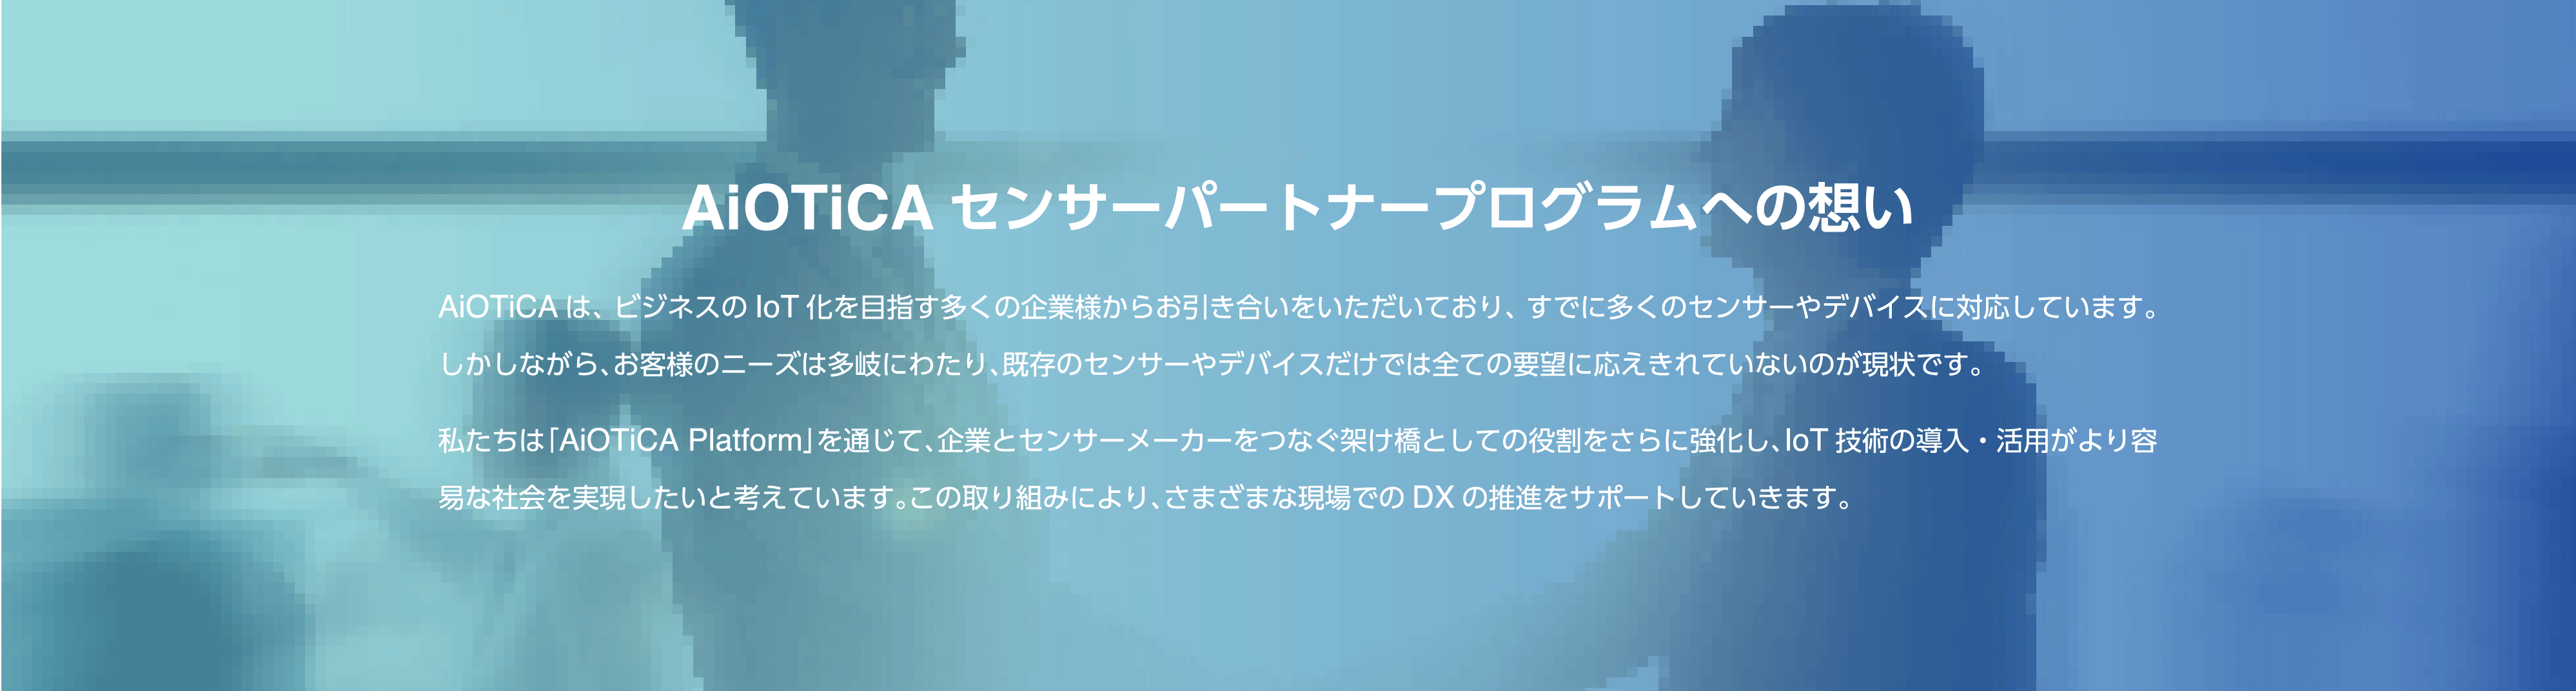 AiOTiCA センサーパートナープログラムへの想い
AiOTiCA は、ビジネスの IoT 化を目指す多くの企業様からお引き合いをいただいており、すでに多くのセンサーやデバイスに対応しています。
しかしながら、お客様のニーズは多岐にわたり、既存のセンサーやデバイスだけでは全ての要望に応えきれていないのが現状です。
私たちは「AiOTiCA Platform」を通じて、企業とセンサーメーカーをつなぐ架け橋としての役割をさらに強化し、IoT 技術の導入・活用がより容
易な社会を実現したいと考えています。この取り組みにより、さまざまな現場での DX の推進をサポートしていきます。